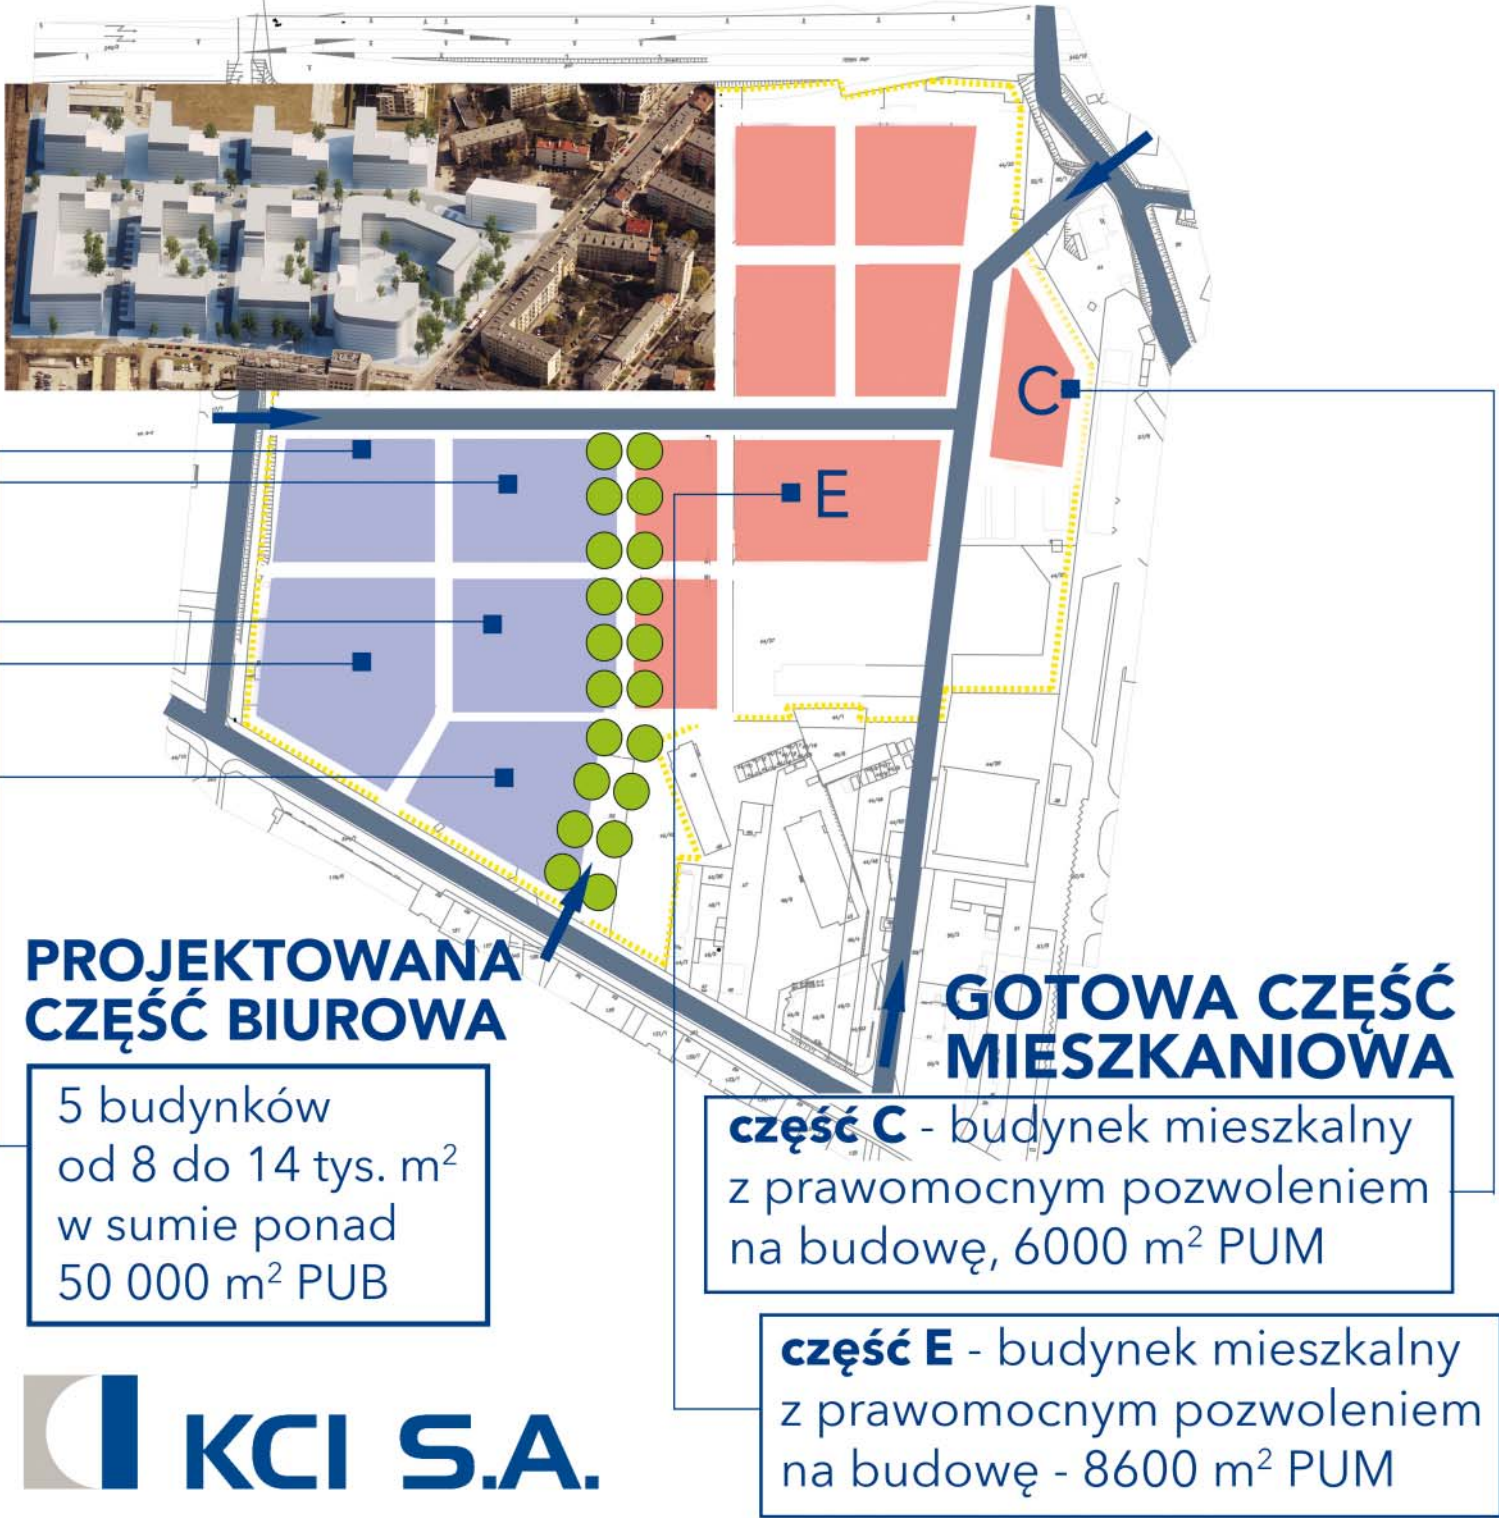 C
E
PROJEKTOWANA
CZĘŚĆ BIUROWA
5 budynków
od 8 do 14 tys. m²
w sumie ponad
50 000 m² PUB
GOTOWA CZĘŚĆ
MIESZKANIOWA
część C - budynek mieszkalny
z prawomocnym pozwoleniem
na budowę, 6000 m² PUM
część E - budynek mieszkalny
z prawomocnym pozwoleniem
na budowę - 8600 m² PUM
KCI S.A.